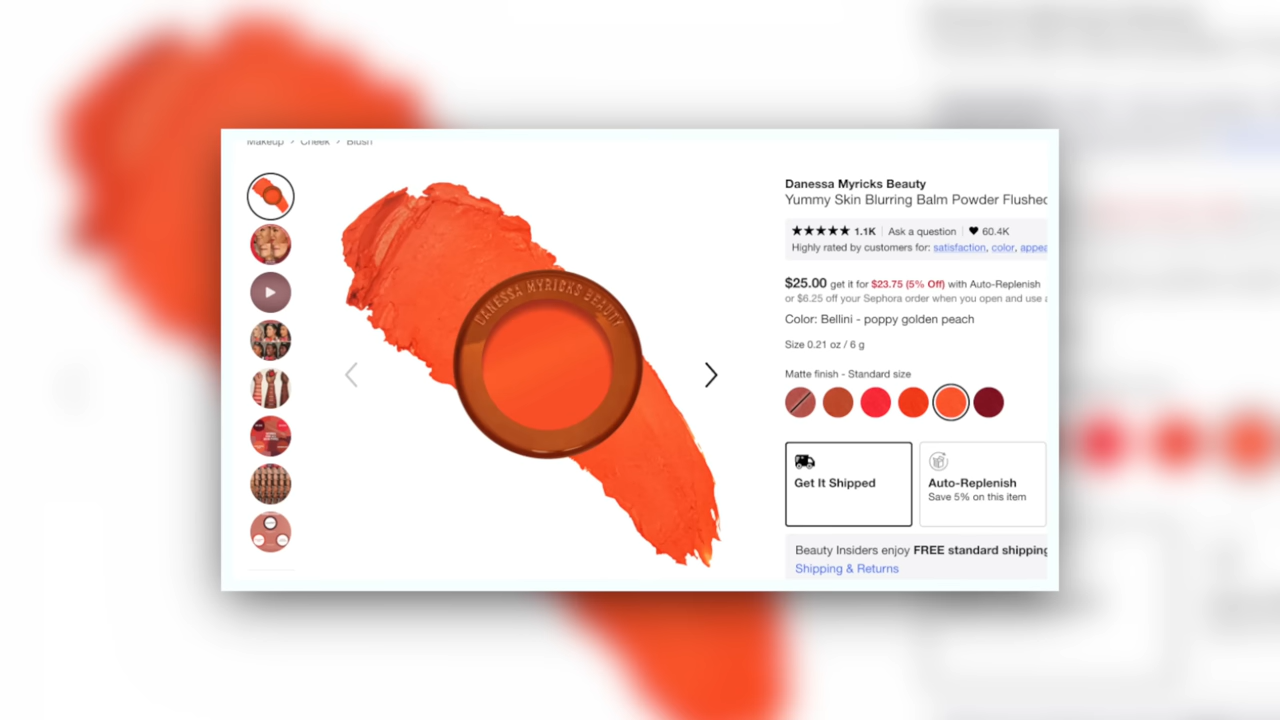 Makeup > Cheek > Blush
DANESSA MYRICKS BEAUTY
Danessa Myricks Beauty
Yummy Skin Blurring Balm Powder Flushed
★★★★★ 1.1K | Ask a question | ♥ 60.4K
Highly rated by customers for: satisfaction, color, appea
$25.00 get it for $23.75 (5% Off) with Auto-Replenish
or $6.25 off your Sephora order when you open and use a
Color: Bellini - poppy golden peach
Size 0.21 oz / 6 g
Matte finish - Standard size
Get It Shipped
Auto-Replenish
Save 5% on this item
Beauty Insiders enjoy FREE standard shipping
Shipping & Returns